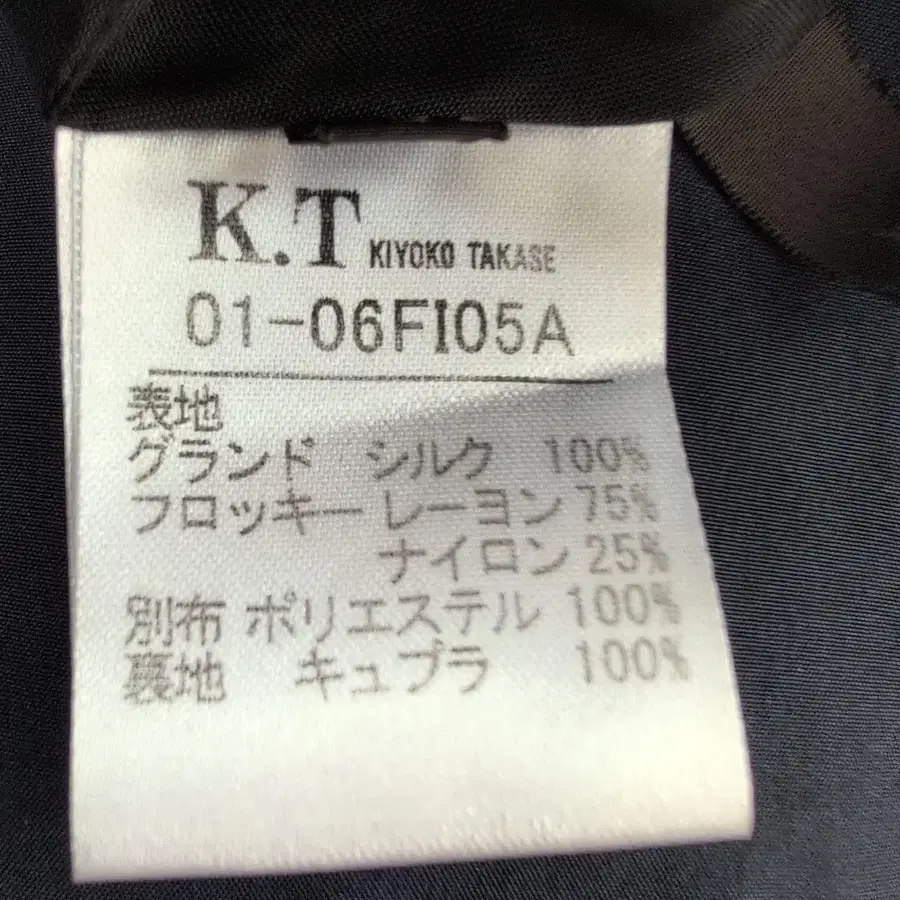 K.T KIYOKO TAKASE
01-06FI05A
表地
グランド シルク 100%
フロッキー レーヨン 75%
ナイロン 25%
別布 ポリエステル 100%
裏地 キュプラ 100%